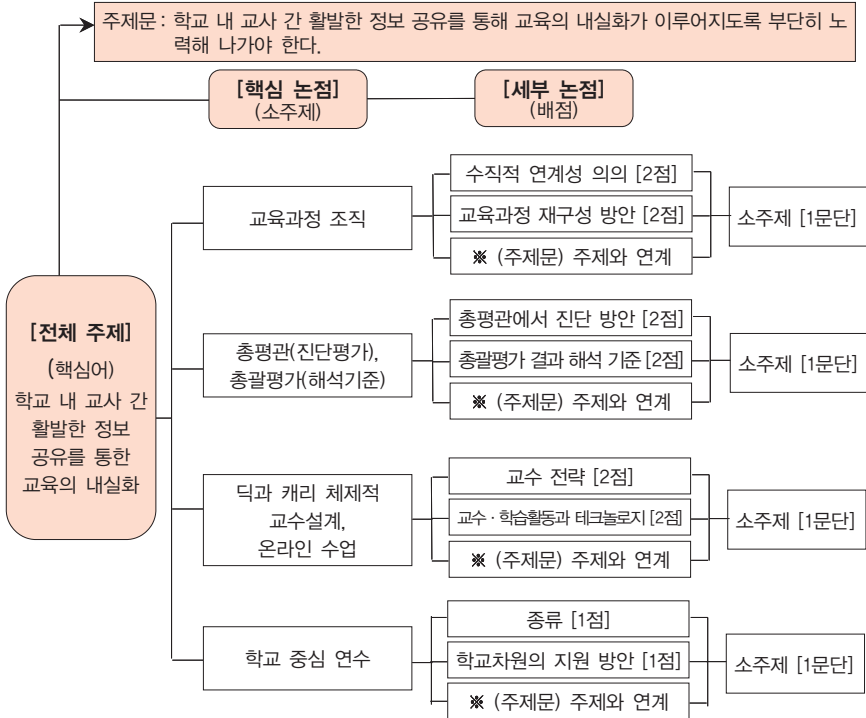 주제문 : 학교 내 교사 간 활발한 정보 공유를 통해 교육의 내실화가 이루어지도록 부단히 노
력해 나가야 한다.
[핵심 논점]
(소주제)
[세부 논점]
(배점)
[전체 주제]
(핵심어)
학교 내 교사 간
활발한 정보
공유를 통한
교육의 내실화
교육과정 조직
수직적 연계성 의의 [2점]
교육과정 재구성 방안 [2점]
※ (주제문) 주제와 연계
소주제 [1문단]
총평관(진단평가),
총괄평가(해석기준)
총평관에서 진단 방안 [2점]
총괄평가 결과 해석 기준 [2점]
※ (주제문) 주제와 연계
소주제 [1문단]
딕과 캐리 체제적
교수설계,
온라인 수업
교수 전략 [2점]
교수 · 학습활동과 테크놀로지 [2점]
※ (주제문) 주제와 연계
소주제 [1문단]
학교 중심 연수
종류 [1점]
학교차원의 지원 방안 [1점]
※ (주제문) 주제와 연계
소주제 [1문단]